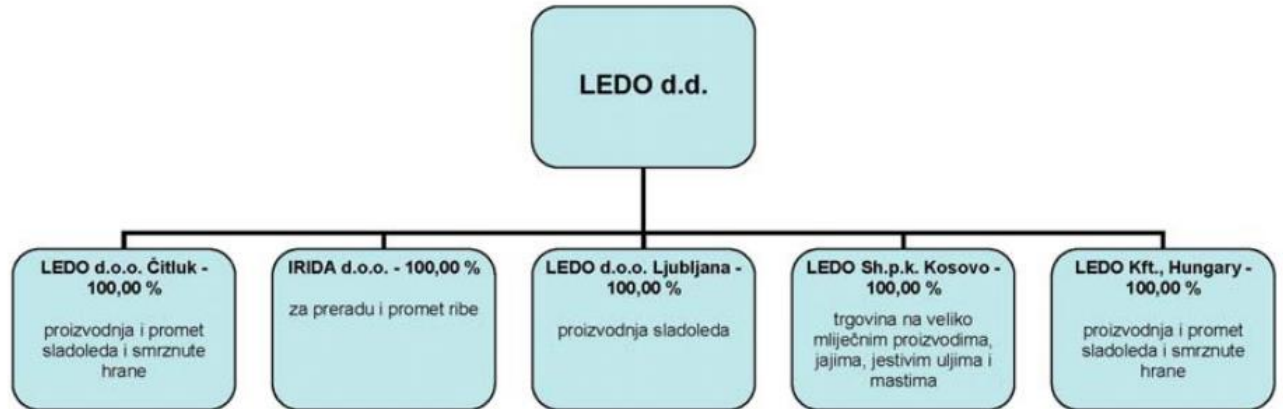 LEDO d.d.
LEDO d.o.o. Čitluk -
100,00 %
proizvodnja i promet
sladoleda i smrznute
hrane
IRIDA d.o.o. - 100,00 %
za preradu i promet ribe
LEDO d.o.o. Ljubljana -
100,00 %
proizvodnja sladoleda
LEDO Sh.p.k. Kosovo -
100,00 %
trgovina na veliko
mliječnim proizvodima,
jajima, jestivim uljima i
mastima
LEDO Kft., Hungary -
100,00 %
proizvodnja i promet
sladoleda i smrznute
hrane